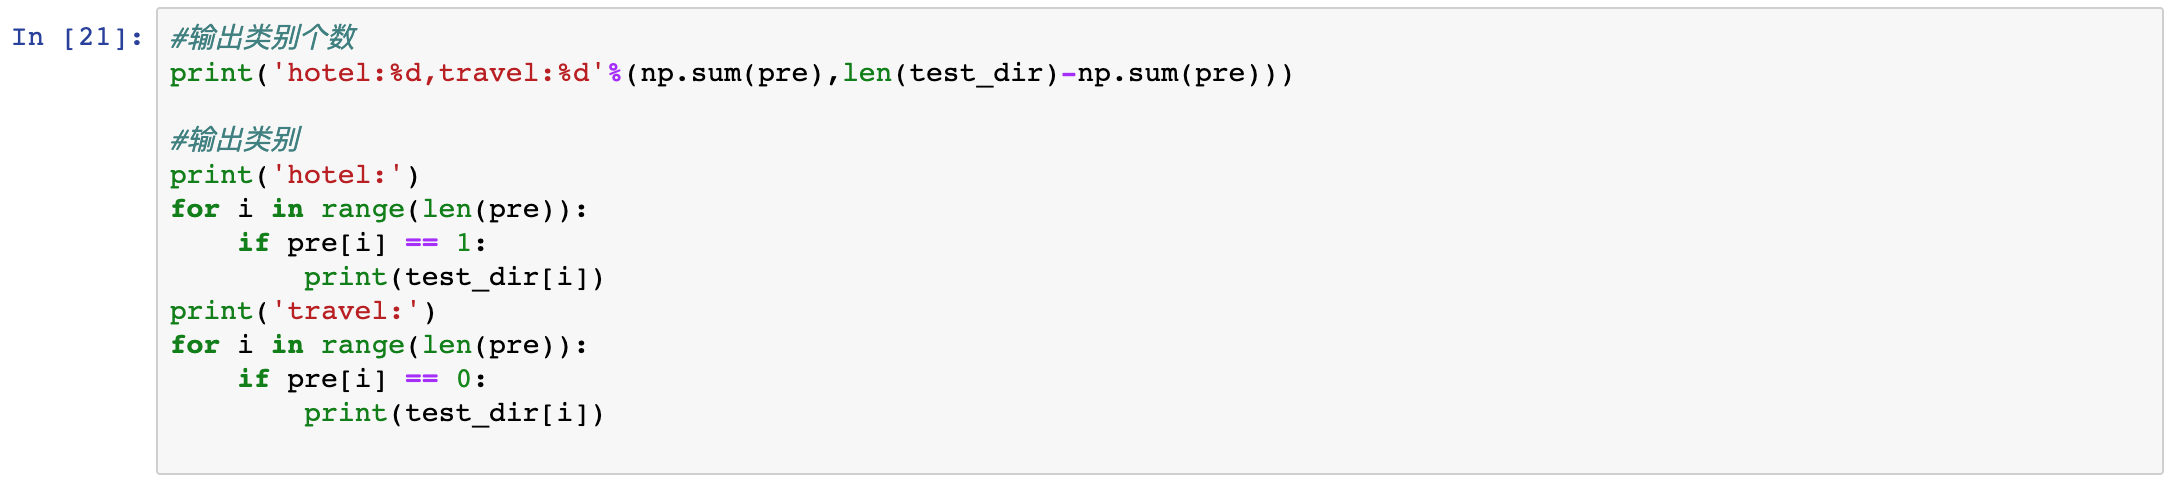 In [21]:
#输出类别个数
print('hotel:%d,travel:%d'%(np.sum(pre),len(test_dir)-np.sum(pre)))
#输出类别
print('hotel:')
for i in range(len(pre)):
    if pre[i] == 1:
        print(test_dir[i])
print('travel:')
for i in range(len(pre)):
    if pre[i] == 0:
        print(test_dir[i])